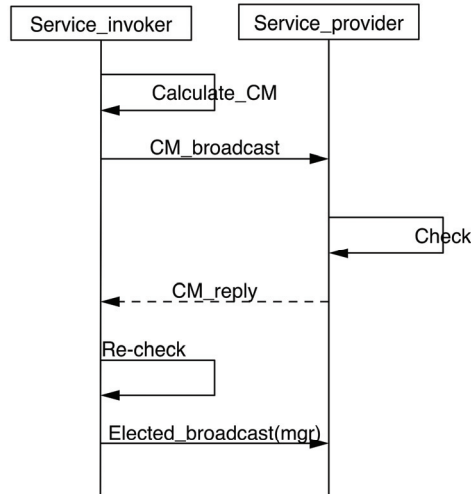 Service_invoker
Service_provider
Calculate_CM
CM_broadcast
Check
CM_reply
Re-check
Elected_broadcast(mgr)